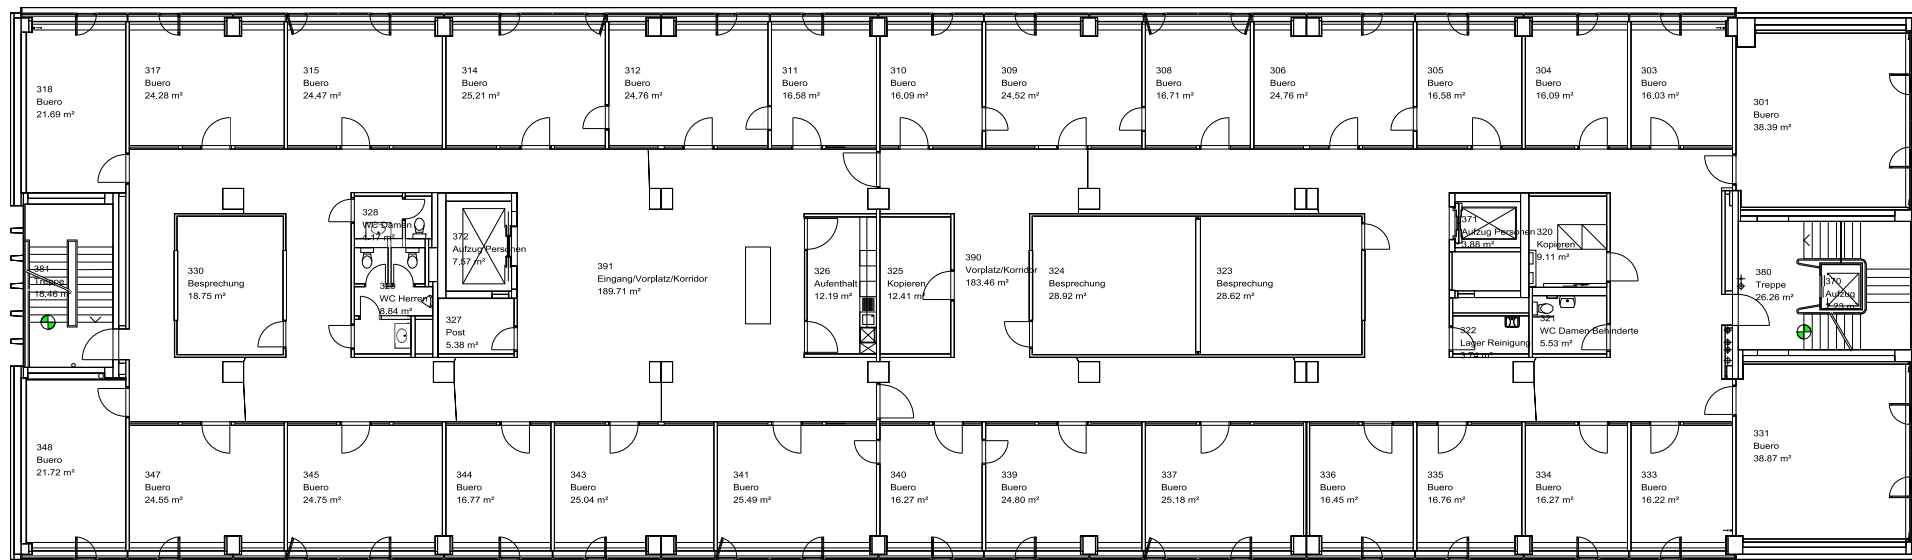 318
Buero
21.69 m²
317
Buero
24.28 m²
315
Buero
24.47 m²
314
Buero
25.21 m²
312
Buero
24.76 m²
311
Buero
16.58 m²
310
Buero
16.09 m²
309
Buero
24.52 m²
308
Buero
16.71 m²
306
Buero
24.76 m²
305
Buero
16.58 m²
304
Buero
16.09 m²
303
Buero
16.03 m²
301
Buero
38.39 m²
381
Treppe
18.46 m²
330
Besprechung
18.75 m²
328
WC Damen
4.17 m²
329
WC Herren
8.84 m²
372
Aufzug Personen
7.57 m²
327
Post
5.38 m²
391
Eingang/Vorplatz/Korridor
189.71 m²
326
Aufenthalt
12.19 m²
325
Kopieren
12.41 m²
390
Vorplatz/Korridor
183.46 m²
324
Besprechung
28.92 m²
323
Besprechung
28.62 m²
371
Aufzug Personen
3.88 m²
320
Kopieren
9.11 m²
322
Lager Reinigung
3.74 m²
321
WC Damen Behinderte
5.53 m²
380
Treppe
26.26 m²
370
Aufzug
348
Buero
21.72 m²
347
Buero
24.55 m²
345
Buero
24.75 m²
344
Buero
16.77 m²
343
Buero
25.04 m²
341
Buero
25.49 m²
340
Buero
16.27 m²
339
Buero
24.80 m²
337
Buero
25.18 m²
336
Buero
16.45 m²
335
Buero
16.76 m²
334
Buero
16.27 m²
333
Buero
16.22 m²
331
Buero
38.87 m²